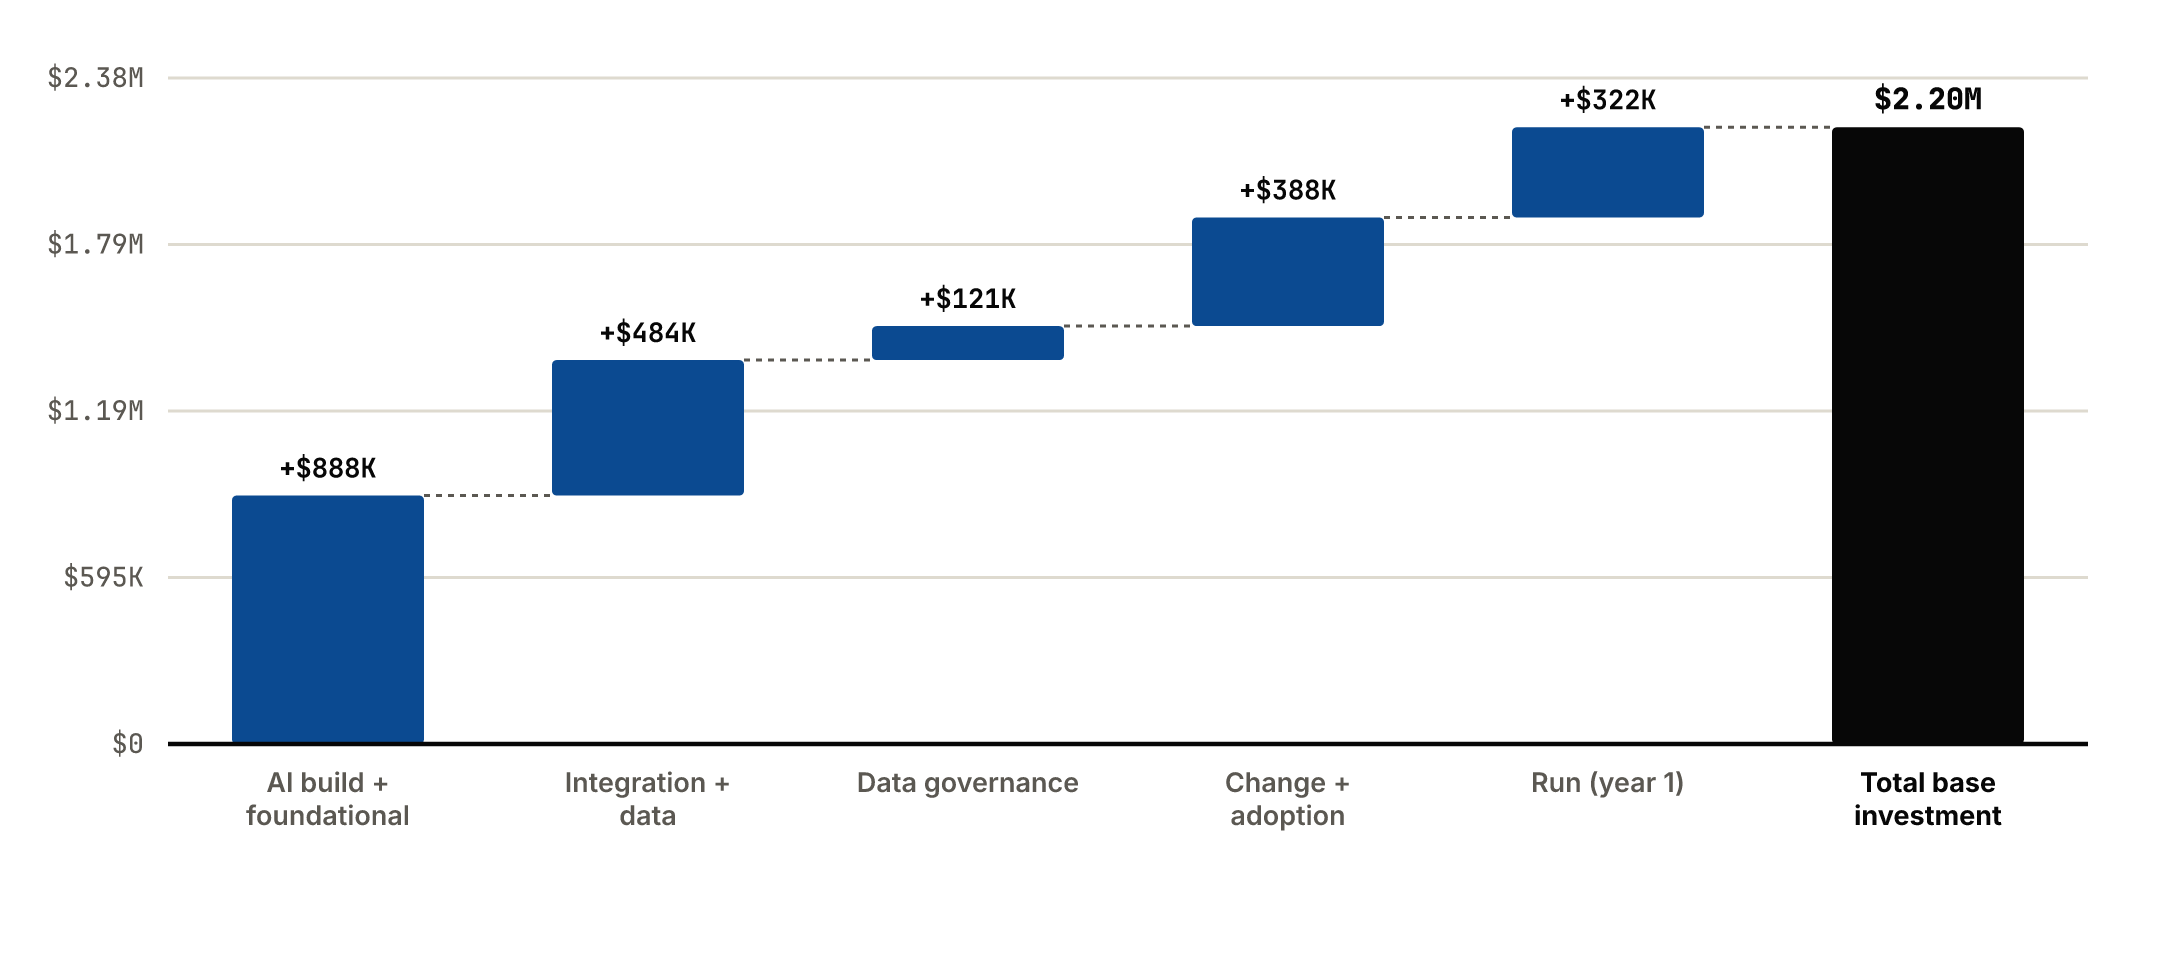 $2.38M
$1.79M
$1.19M
$595K
$0
+$888K
+$484K
+$121K
+$388K
+$322K
$2.20M
AI build +
foundational
Integration +
data
Data governance
Change +
adoption
Run (year 1)
Total base
investment